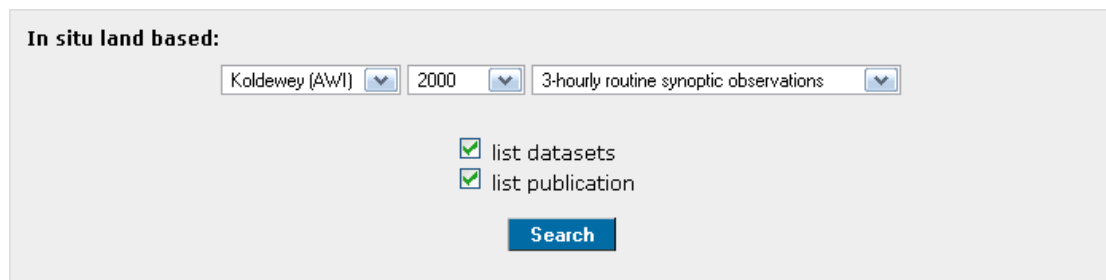 In situ land based:
Koldewey (AWI) 2000 3-hourly routine synoptic observations
list datasets
list publication
Search